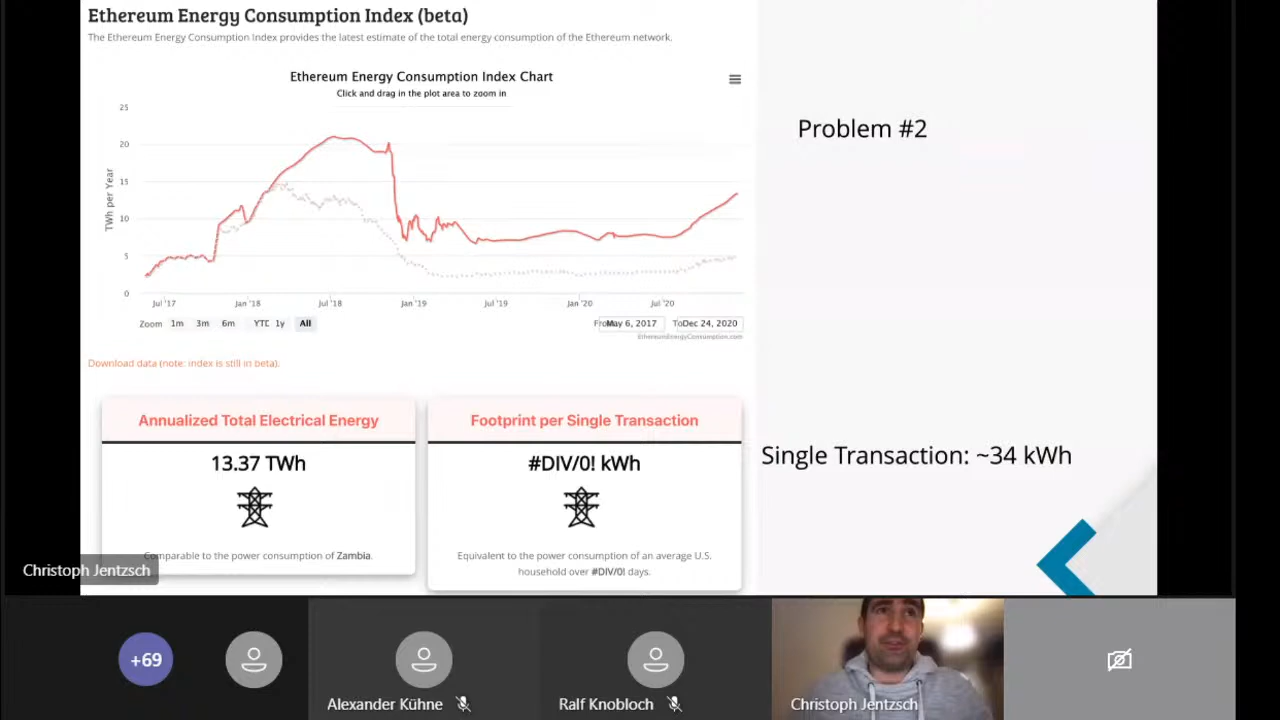 Ethereum Energy Consumption Index (beta)
The Ethereum Energy Consumption Index provides the latest estimate of the total energy consumption of the Ethereum network.
Ethereum Energy Consumption Index Chart
Click and drag in the plot area to zoom in
25
20
15
10
5
0
TWh per Year
Jul '17
Jan '18
Jul '18
Jan '19
Jul '19
Jan '20
Jul '20
Zoom 1m 3m 6m YTD 1y All
From May 6, 2017 To Dec 24, 2020
EthereumEnergyConsumption.com
Download data (note: index is still in beta).
Annualized Total Electrical Energy
13.37 TWh
Comparable to the power consumption of Zambia.
Footprint per Single Transaction
#DIV/0! kWh
Equivalent to the power consumption of an average U.S.
household over #DIV/0! days.
Problem #2
Single Transaction: ~34 kWh
Christoph Jentzsch
+69
Alexander Kühne
Ralf Knobloch
Christoph Jentzsch